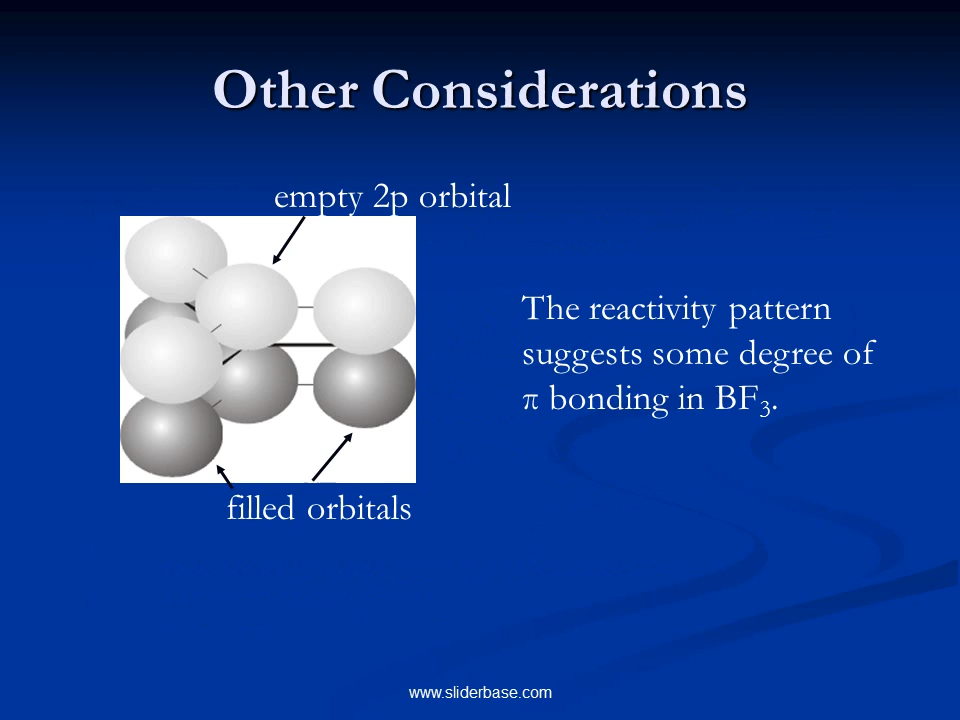 Other Considerations
empty 2p orbital
The reactivity pattern
suggests some degree of
π bonding in BF₃.
filled orbitals
www.sliderbase.com